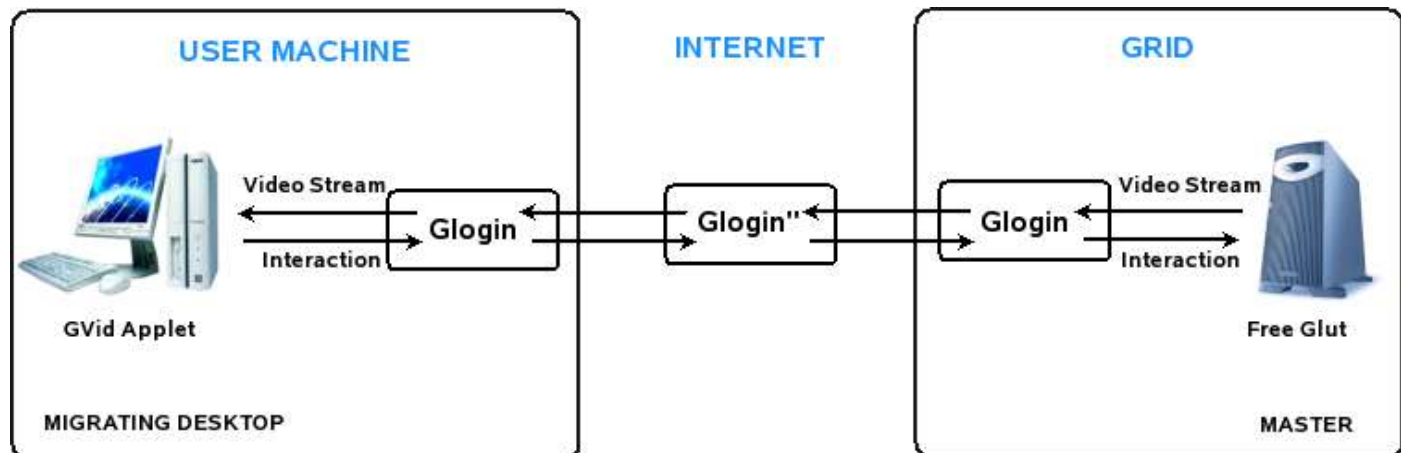 USER MACHINE
INTERNET
GRID
Video Stream
Glogin
Interaction
Glogin"
Glogin
Video Stream
Interaction
GVid Applet
Free Glut
MIGRATING DESKTOP
MASTER